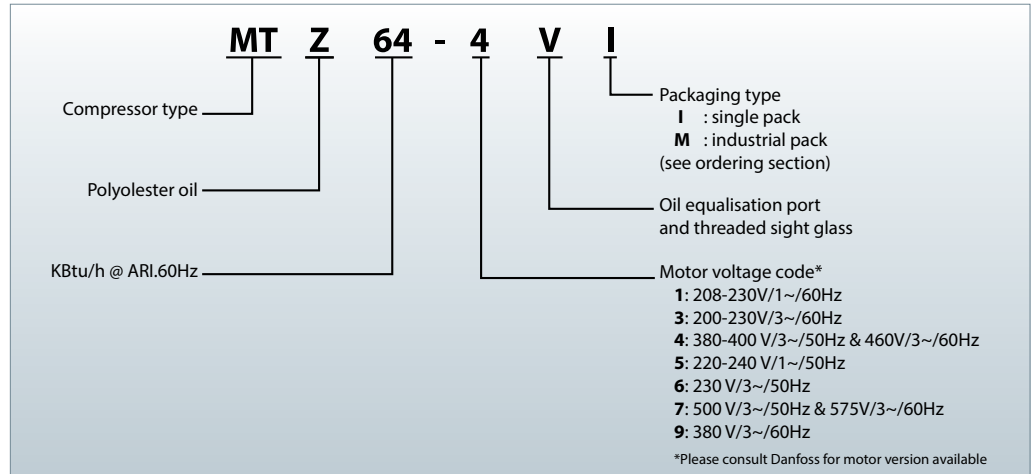 MT Z 64 - 4 V I
Compressor type
Polyolester oil
KBtu/h @ ARI.60Hz
Packaging type
I : single pack
M : industrial pack
(see ordering section)
Oil equalisation port
and threaded sight glass
Motor voltage code*
1: 208-230V/1~/60Hz
3: 200-230V/3~/60Hz
4: 380-400 V/3~/50Hz & 460V/3~/60Hz
5: 220-240 V/1~/50Hz
6: 230 V/3~/50Hz
7: 500 V/3~/50Hz & 575V/3~/60Hz
9: 380 V/3~/60Hz
*Please consult Danfoss for motor version available